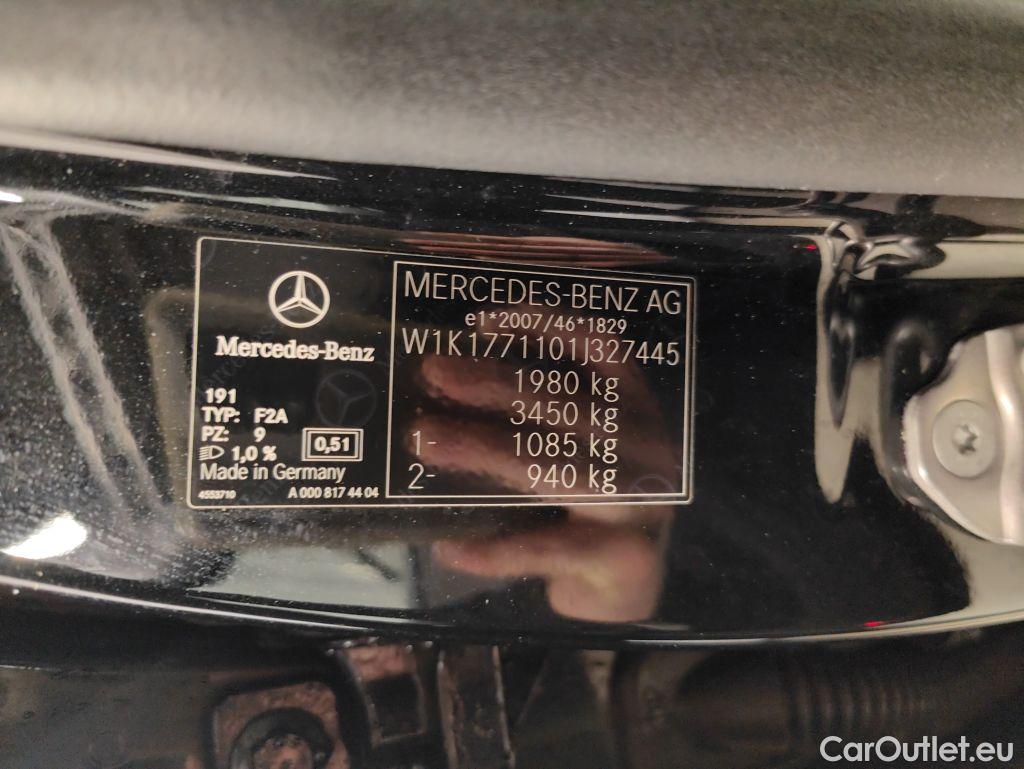 Mercedes-Benz
191
TYP: F2A
PZ: 9
0,51
1,0 %
Made in Germany
4553710
A 000 817 44 04
MERCEDES-BENZ AG
e1*2007/46*1829
W1K1771101J327445
1980 kg
3450 kg
1- 1085 kg
2- 940 kg
CarOutlet.eu